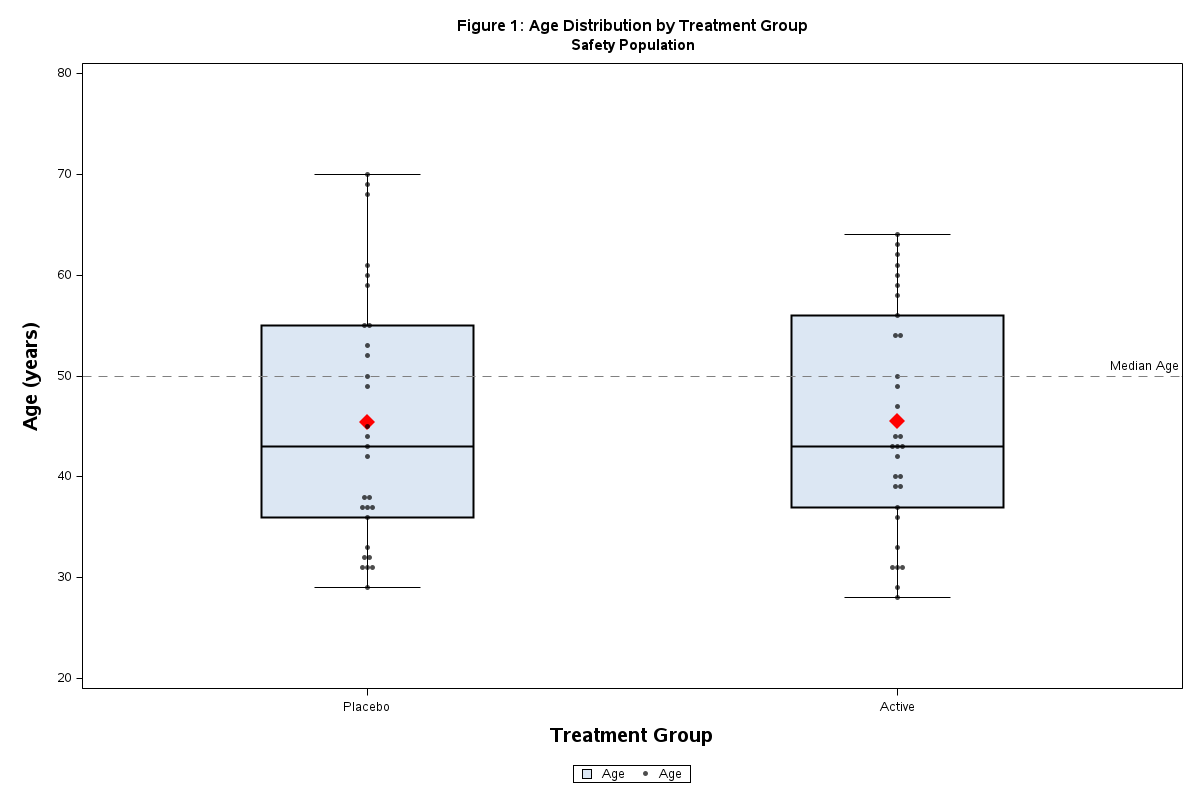 Figure 1: Age Distribution by Treatment Group
Safety Population
80
70
60
50
40
30
20
Age (years)
Median Age
Placebo
Active
Treatment Group
Age
Age